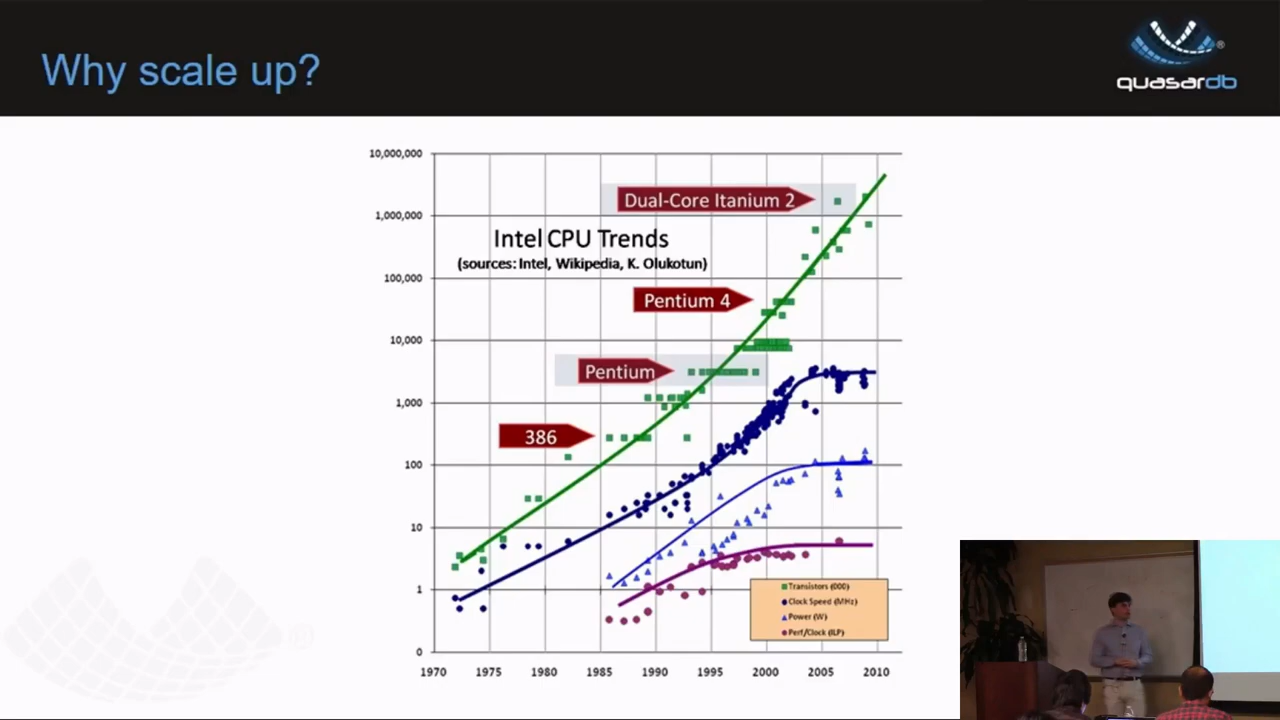 Why scale up?
quasardb
®
10,000,000
1,000,000
100,000
10,000
1,000
100
10
1
0
Intel CPU Trends
(sources: Intel, Wikipedia, K. Olukotun)
Dual-Core Itanium 2
Pentium 4
Pentium
386
Transistors (000)
Clock Speed (MHz)
Power (W)
Perf/Clock (ILP)
1970 1975 1980 1985 1990 1995 2000 2005 2010
®